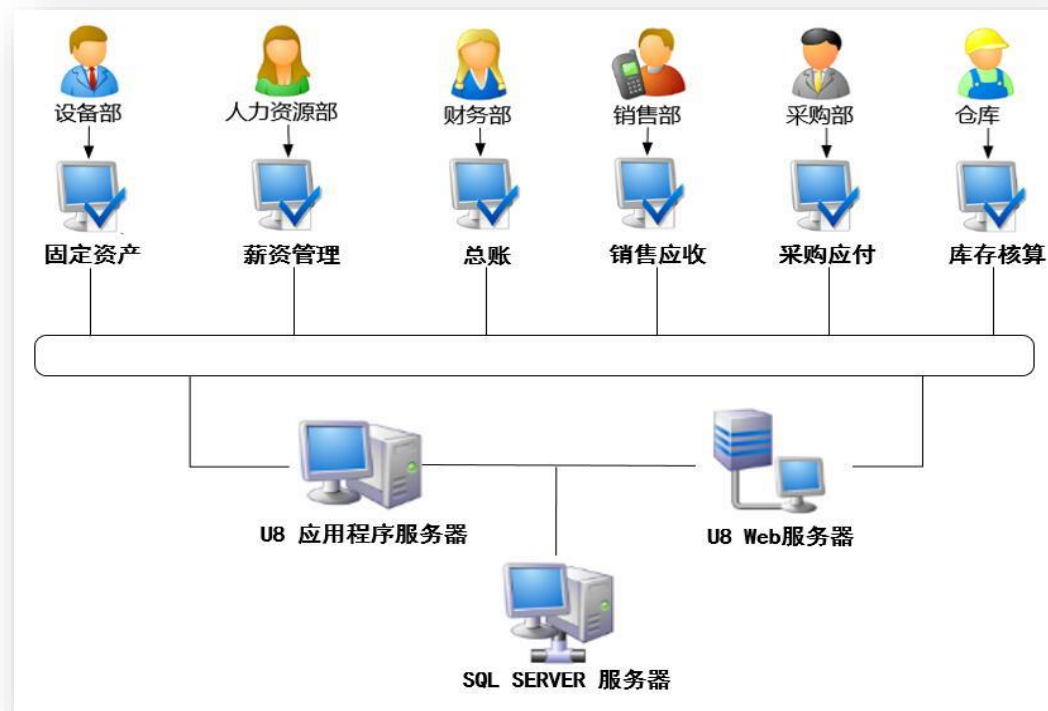 设备部
人力资源部
财务部
销售部
采购部
仓库
固定资产
薪资管理
总账
销售应收
采购应付
库存核算
U8 应用程序服务器
U8 Web服务器
SQL SERVER 服务器